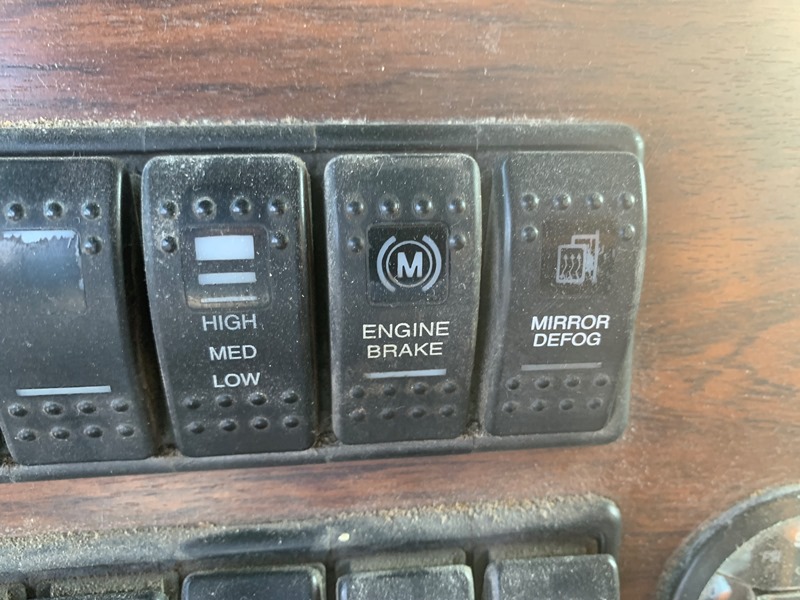 HIGH
MED
LOW
M
ENGINE
BRAKE
MIRROR
DEFOG